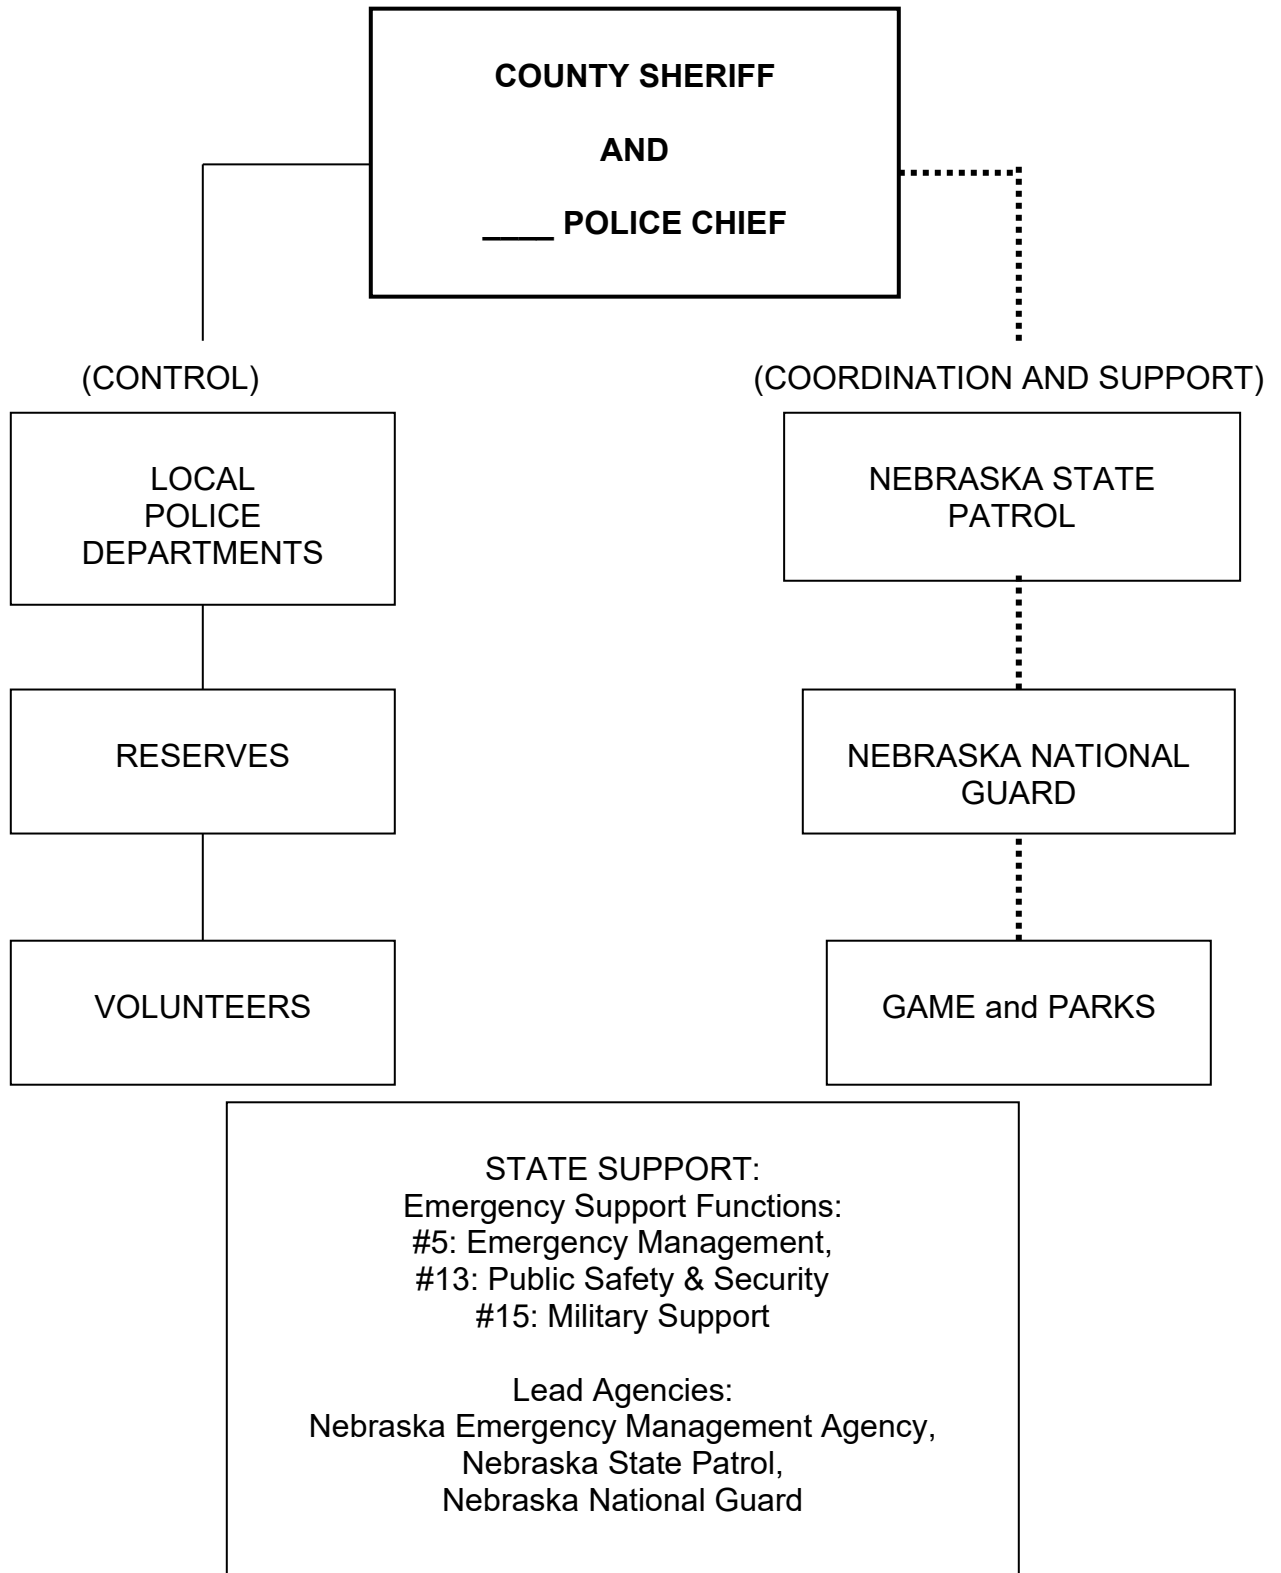 COUNTY SHERIFF
AND
____ POLICE CHIEF
(CONTROL)
(COORDINATION AND SUPPORT)
LOCAL
POLICE
DEPARTMENTS
NEBRASKA STATE
PATROL
RESERVES
NEBRASKA NATIONAL
GUARD
VOLUNTEERS
GAME and PARKS
STATE SUPPORT:
Emergency Support Functions:
#5: Emergency Management,
#13: Public Safety & Security
#15: Military Support
Lead Agencies:
Nebraska Emergency Management Agency,
Nebraska State Patrol,
Nebraska National Guard